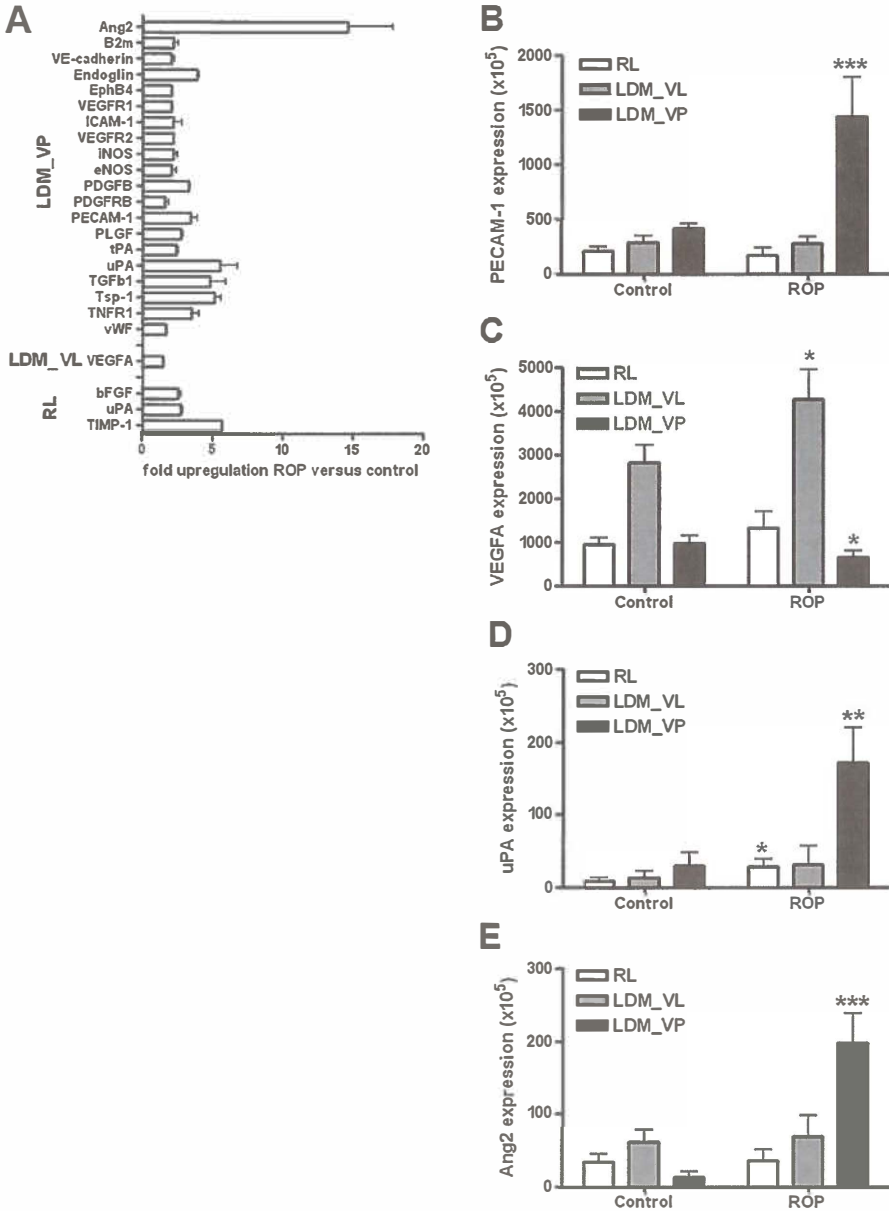 A
Ang2
B2m
VE-cadherin
Endoglin
EphB4
VEGFR1
ICAM-1
VEGFR2
iNOS
eNOS
PDGFB
PDGFRB
PECAM-1
PLGF
tPA
uPA
TGFb1
Tsp-1
TNFR1
vWF
LDM_VP
LDM_VL VEGFA
bFGF
uPA
TIMP-1
RL
0 5 10 15 20
fold upregulation ROP versus control
B
PECAM-1 expression (x10⁵)
2000
1500
1000
500
0
RL
LDM_VL
LDM_VP
***
Control ROP
C
VEGFA expression (x10⁵)
5000
4000
3000
2000
1000
0
RL
LDM_VL
LDM_VP
*
*
Control ROP
D
uPA expression (x10⁵)
300
200
100
0
RL
LDM_VL
LDM_VP
*
**
Control ROP
E
Ang2 expression (x10⁵)
300
200
100
0
RL
LDM_VL
LDM_VP
***
Control ROP